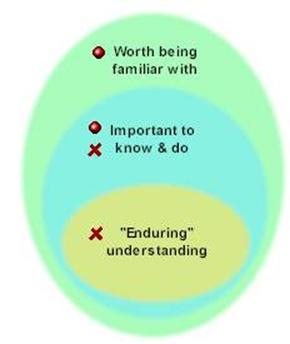 Worth being
familiar with
Important to
know & do
"Enduring"
understanding